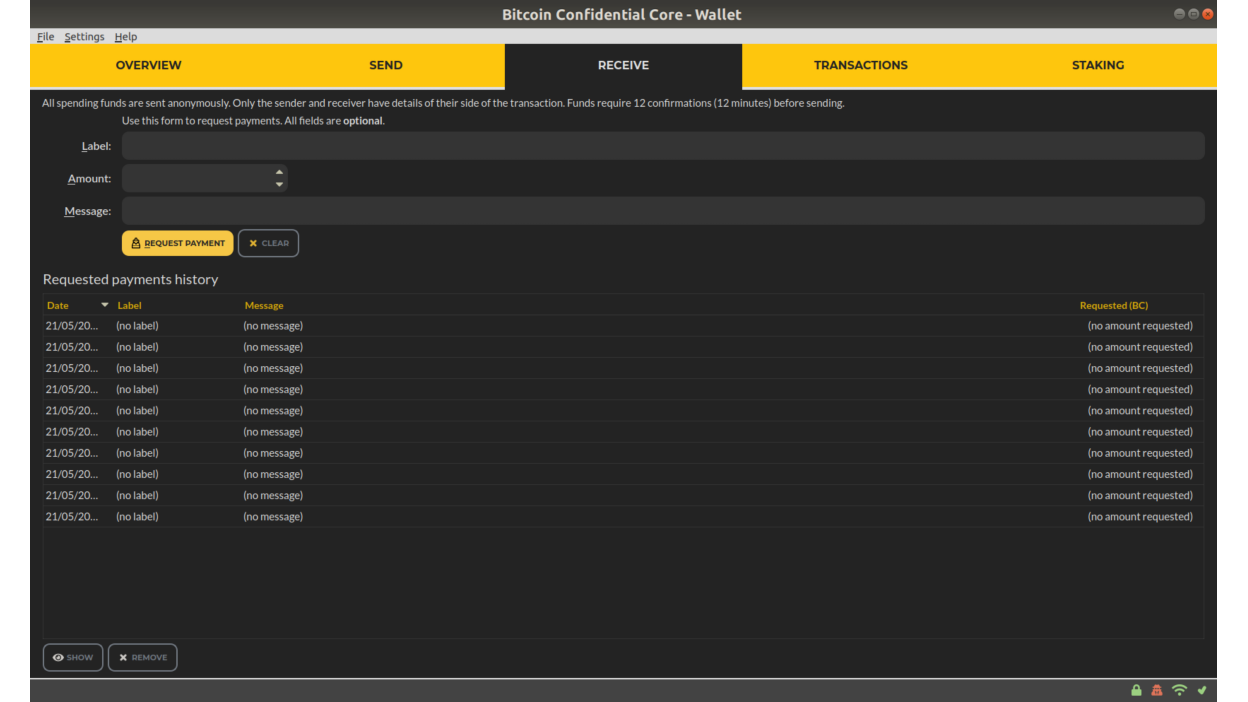 Bitcoin Confidential Core - Wallet
File Settings Help
OVERVIEW SEND RECEIVE TRANSACTIONS STAKING
All spending funds are sent anonymously. Only the sender and receiver have details of their side of the transaction. Funds require 12 confirmations (12 minutes) before sending.
Use this form to request payments. All fields are optional.
Label:
Amount:
Message:
REQUEST PAYMENT CLEAR
Requested payments history
Date Label Message Requested (BC)
21/05/20... (no label) (no message) (no amount requested)
21/05/20... (no label) (no message) (no amount requested)
21/05/20... (no label) (no message) (no amount requested)
21/05/20... (no label) (no message) (no amount requested)
21/05/20... (no label) (no message) (no amount requested)
21/05/20... (no label) (no message) (no amount requested)
21/05/20... (no label) (no message) (no amount requested)
21/05/20... (no label) (no message) (no amount requested)
21/05/20... (no label) (no message) (no amount requested)
21/05/20... (no label) (no message) (no amount requested)
SHOW REMOVE